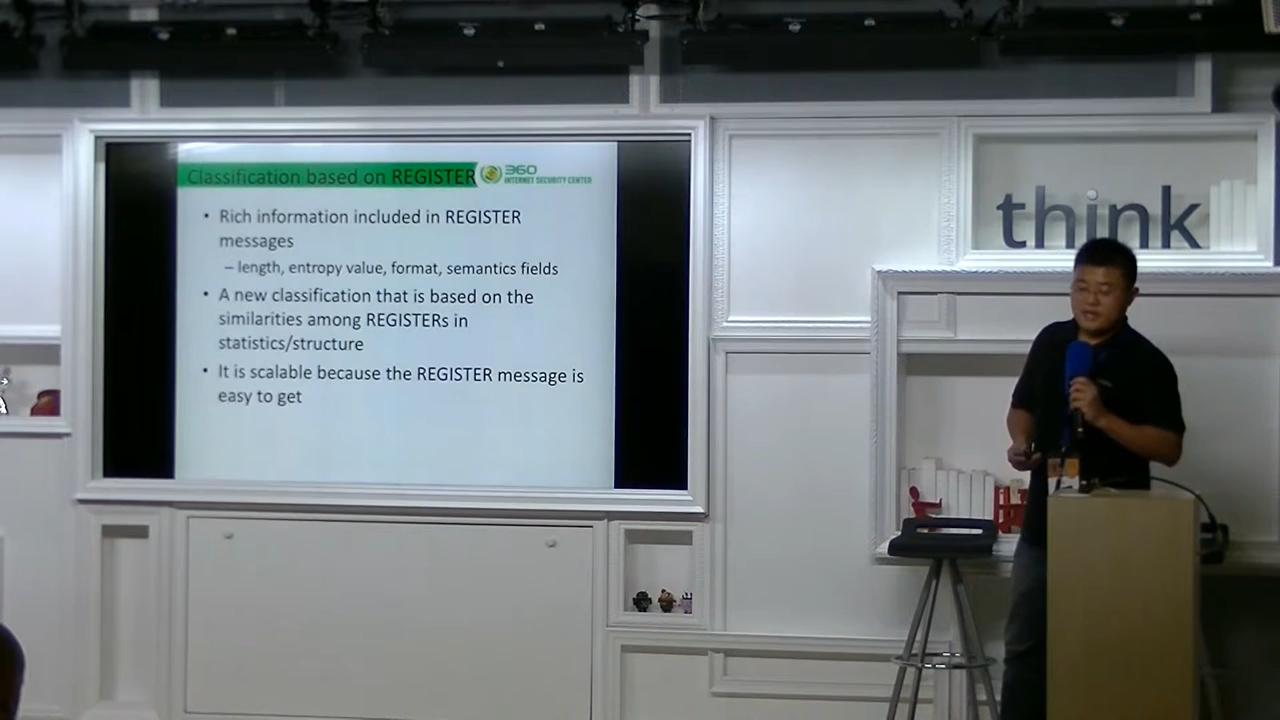 Classification based on REGISTER
360
INTERNET SECURITY CENTER
• Rich information included in REGISTER
messages
– length, entropy value, format, semantics fields
• A new classification that is based on the
similarities among REGISTERs in
statistics/structure
• It is scalable because the REGISTER message is
easy to get
think